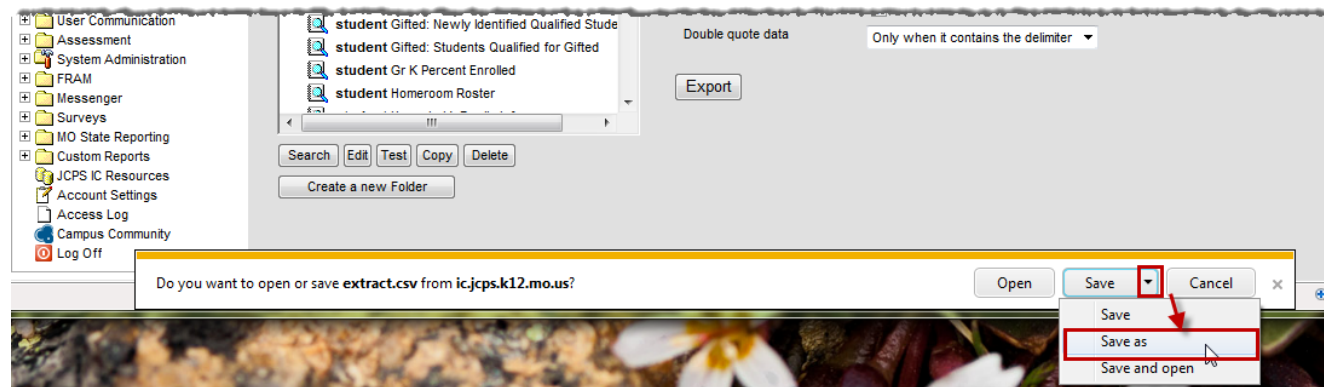 User Communication
Assessment
System Administration
FRAM
Messenger
Surveys
MO State Reporting
Custom Reports
JCPS IC Resources
Account Settings
Access Log
Campus Community
Log Off
student Gifted: Newly Identified Qualified Stude
student Gifted: Students Qualified for Gifted
student Gr K Percent Enrolled
student Homeroom Roster
Search Edit Test Copy Delete
Create a new Folder
Double quote data Only when it contains the delimiter
Export
Do you want to open or save extract.csv from ic.jcps.k12.mo.us?
Open Save Cancel
Save
Save as
Save and open